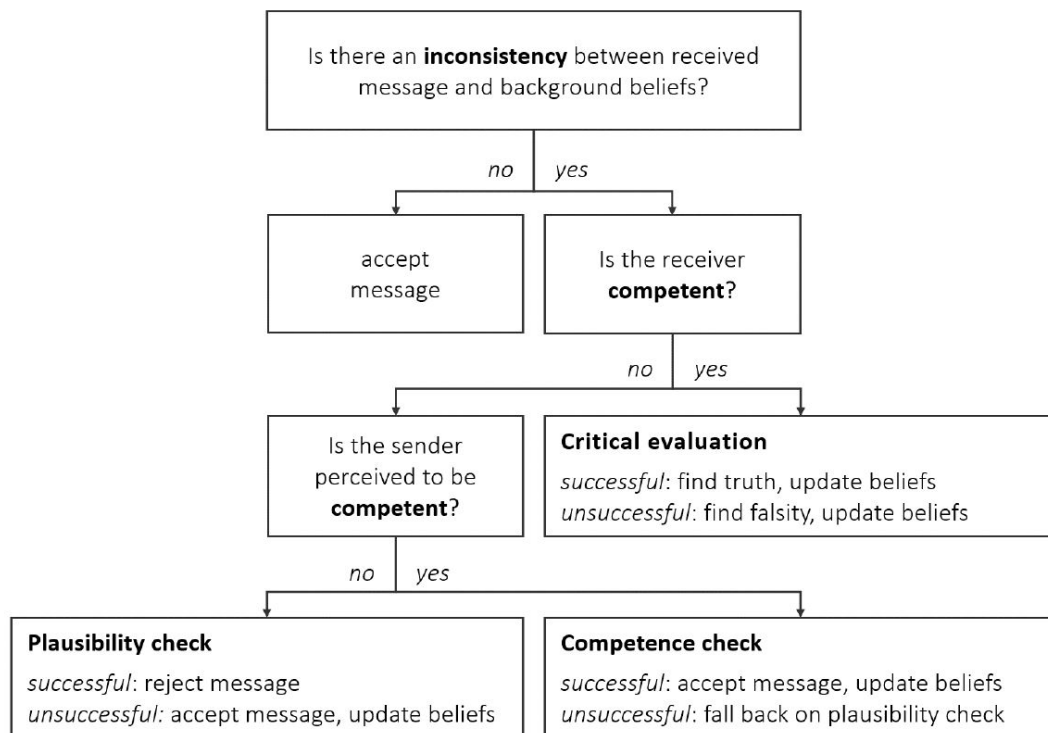 Is there an inconsistency between received
message and background beliefs?
no yes
accept
message
Is the receiver
competent?
no yes
Is the sender
perceived to be
competent?
Critical evaluation
successful: find truth, update beliefs
unsuccessful: find falsity, update beliefs
no yes
Plausibility check
successful: reject message
unsuccessful: accept message, update beliefs
Competence check
successful: accept message, update beliefs
unsuccessful: fall back on plausibility check